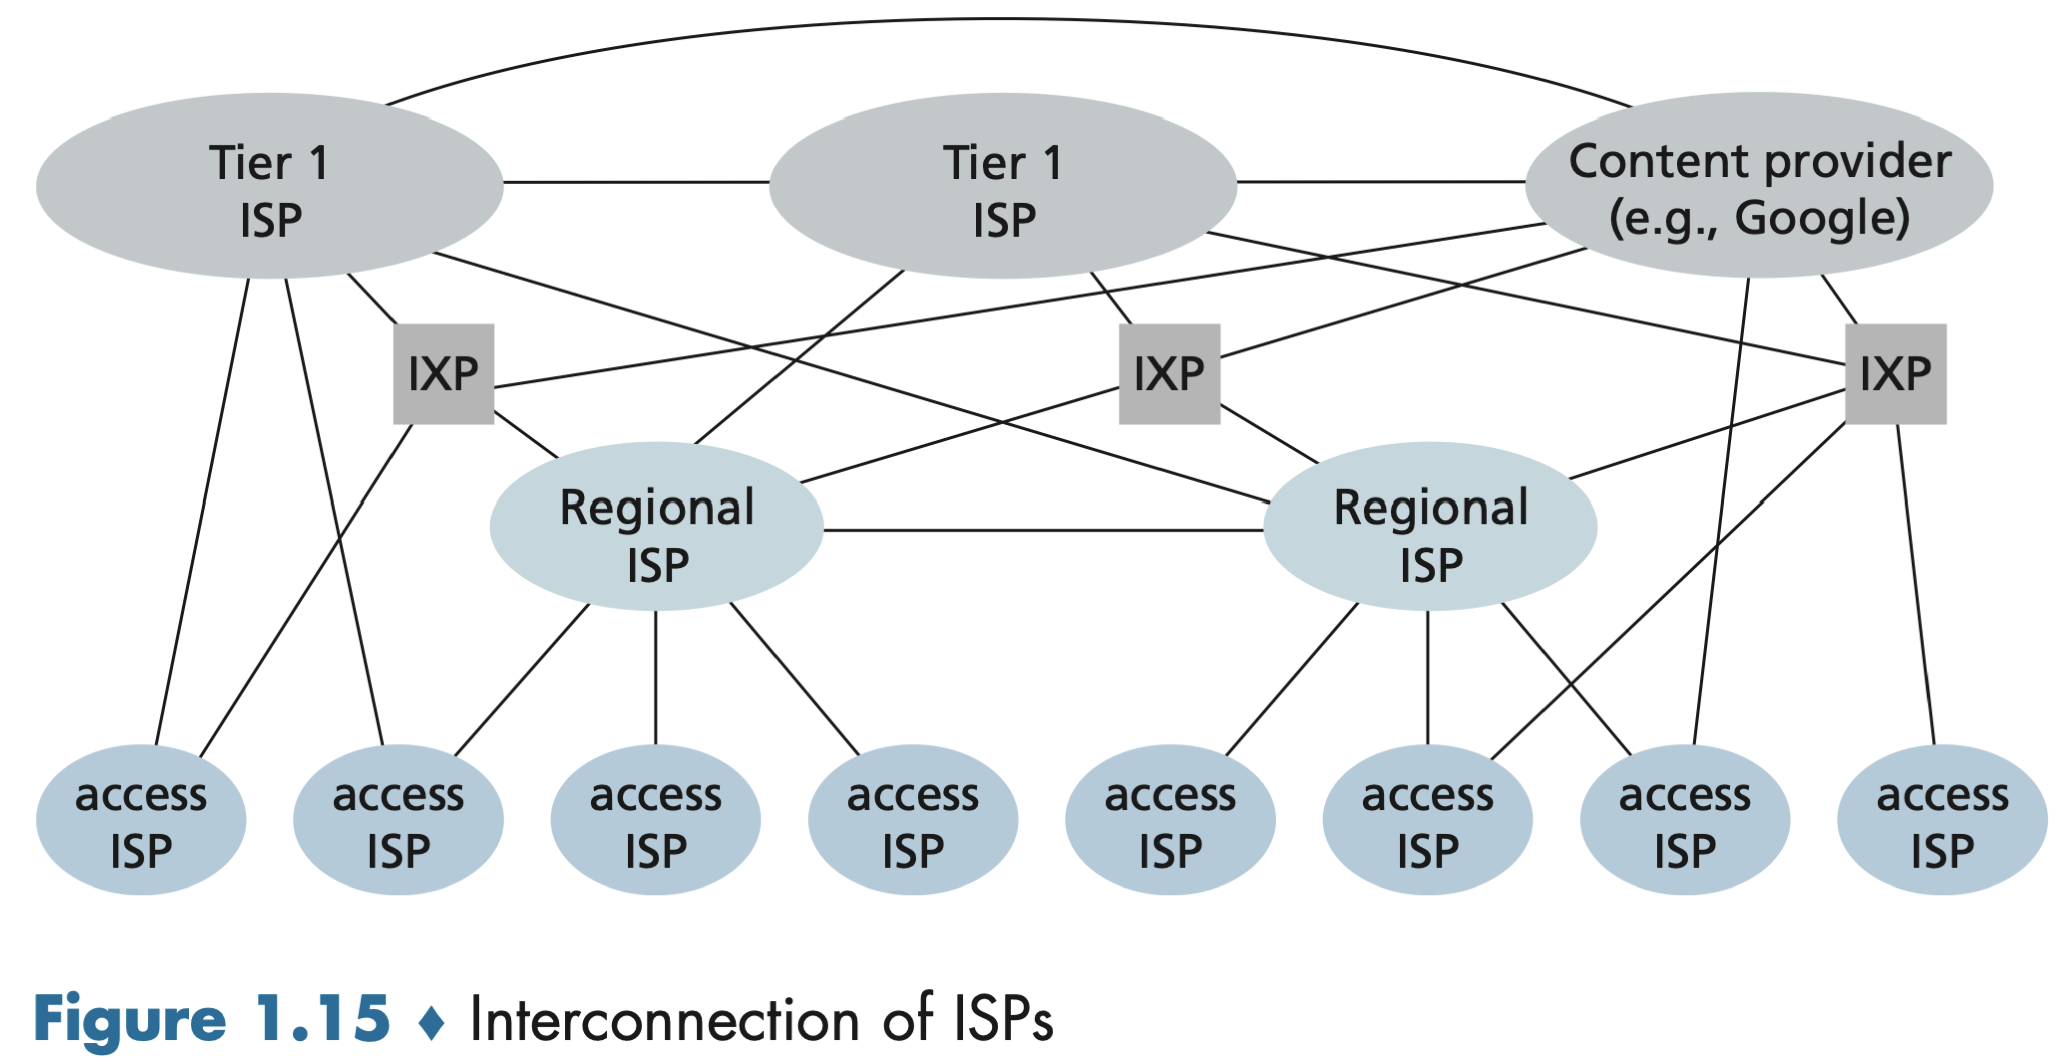 Tier 1
ISP
Tier 1
ISP
Content provider
(e.g., Google)
IXP
IXP
IXP
Regional
ISP
Regional
ISP
access
ISP
access
ISP
access
ISP
access
ISP
access
ISP
access
ISP
access
ISP
access
ISP
Figure 1.15 ♦ Interconnection of ISPs